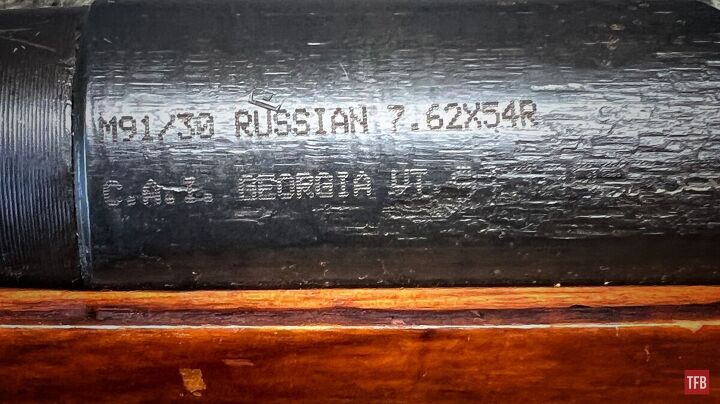 M91/30 RUSSIAN 7.62X54R
C.A.I. GEORGIA VT
TFB